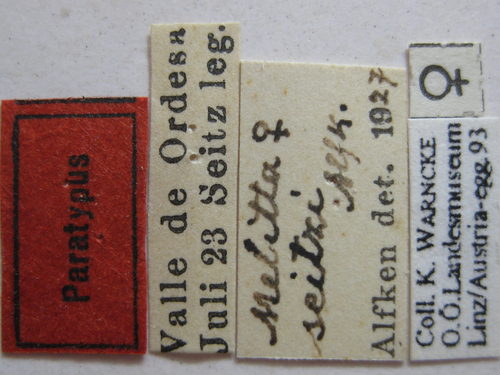 Paratypus
Valle de Ordesa
Juli 23 Seitz leg.
Melitta ♀
seitzi
Alfk.
Alfken det. 1927
♀
Coll. K. WARNCKE
O.Ö.Landesmuseum
Linz/Austria-egg.93